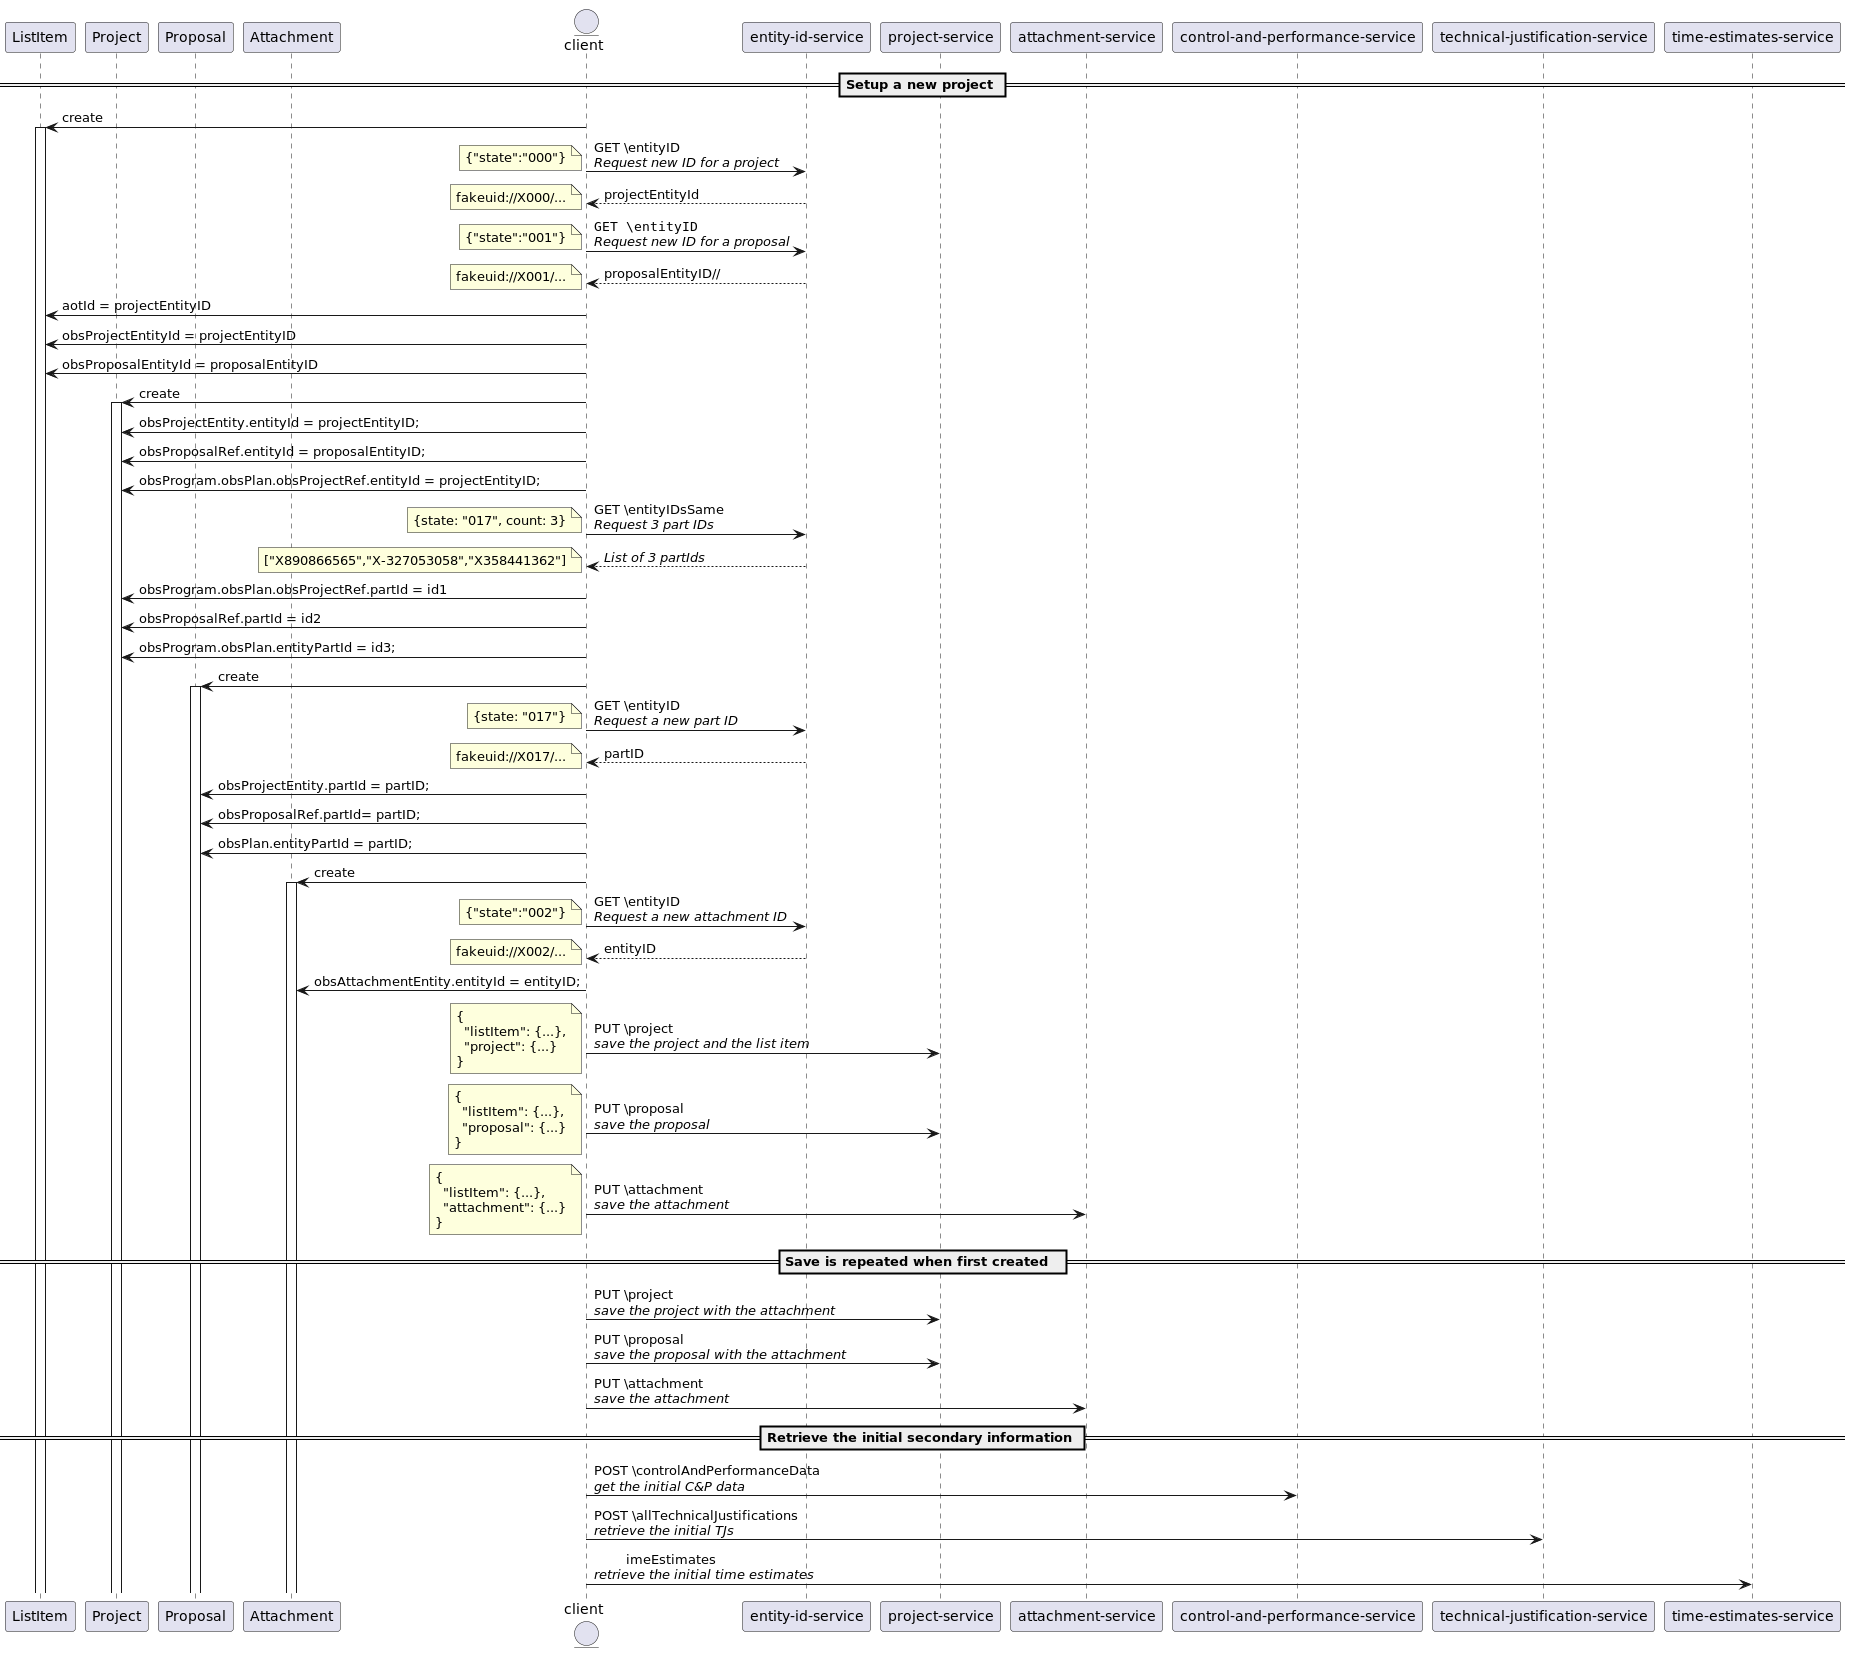 ListItem
Project
Proposal
Attachment
client
entity-id-service
project-service
attachment-service
control-and-performance-service
technical-justification-service
time-estimates-service
Setup a new project
create
{"state":"000"}
GET \entityID
Request new ID for a project
fakeuid://X000/...
projectEntityId
{"state":"001"}
GET \entityID
Request new ID for a proposal
fakeuid://X001/...
proposalEntityID//
aotId = projectEntityID
obsProjectEntityId = projectEntityID
obsProposalEntityId = proposalEntityID
create
obsProjectEntity.entityId = projectEntityID;
obsProposalRef.entityId = proposalEntityID;
obsProgram.obsPlan.obsProjectRef.entityId = projectEntityID;
{state: "017", count: 3}
GET \entityIDsSame
Request 3 part IDs
["X890866565","X-327053058","X358441362"]
List of 3 partIds
obsProgram.obsPlan.obsProjectRef.partId = id1
obsProposalRef.partId = id2
obsProgram.obsPlan.entityPartId = id3;
create
{state: "017"}
GET \entityID
Request a new part ID
fakeuid://X017/...
partID
obsProjectEntity.partId = partID;
obsProposalRef.partId= partID;
obsPlan.entityPartId = partID;
create
{"state":"002"}
GET \entityID
Request a new attachment ID
fakeuid://X002/...
entityID
obsAttachmentEntity.entityId = entityID;
{
"listItem": {...},
"project": {...}
}
PUT \project
save the project and the list item
{
"listItem": {...},
"proposal": {...}
}
PUT \proposal
save the proposal
{
"listItem": {...},
"attachment": {...}
}
PUT \attachment
save the attachment
Save is repeated when first created
PUT \project
save the project with the attachment
PUT \proposal
save the proposal with the attachment
PUT \attachment
save the attachment
Retrieve the initial secondary information
POST \controlAndPerformanceData
get the initial C&P data
POST \allTechnicalJustifications
retrieve the initial TJs
imeEstimates
retrieve the initial time estimates
ListItem
Project
Proposal
Attachment
client
entity-id-service
project-service
attachment-service
control-and-performance-service
technical-justification-service
time-estimates-service